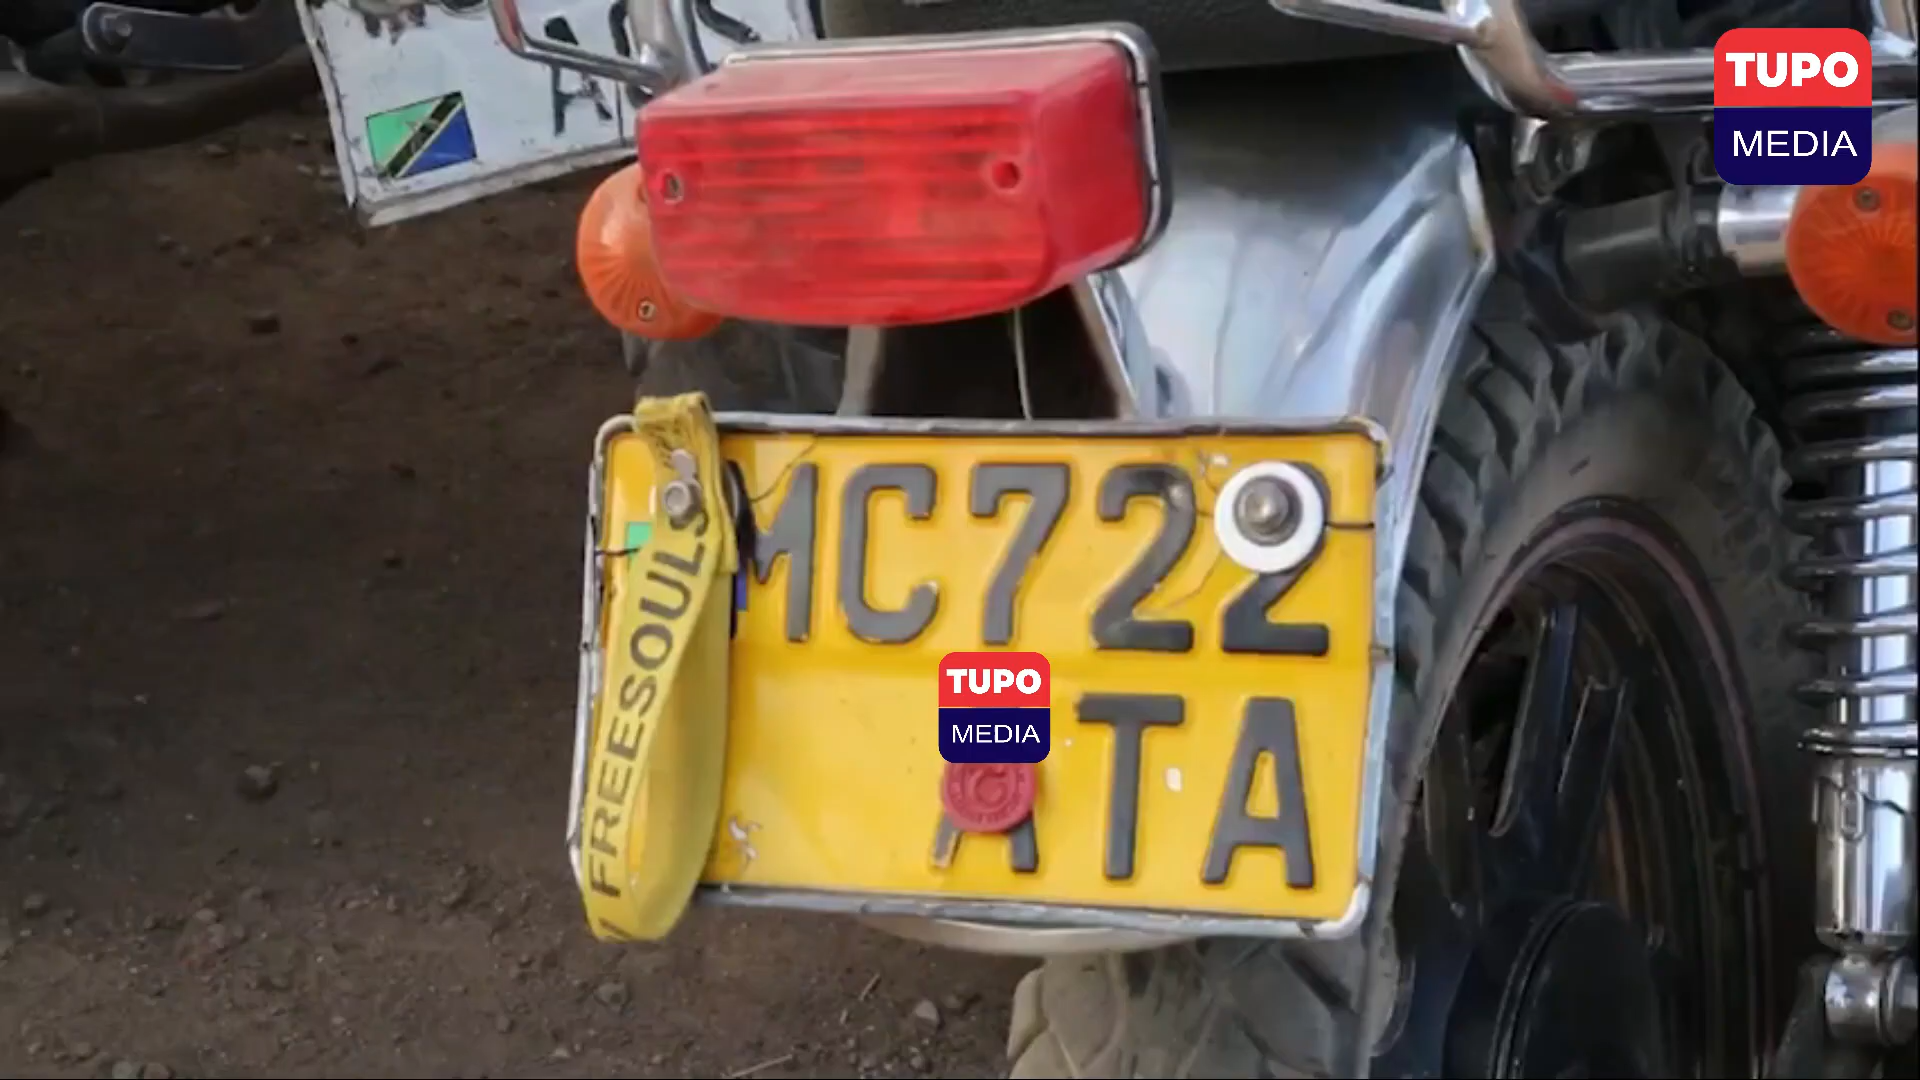 TUPO
MEDIA
MC722
TUPO
MEDIA
ATA
FREESOULS